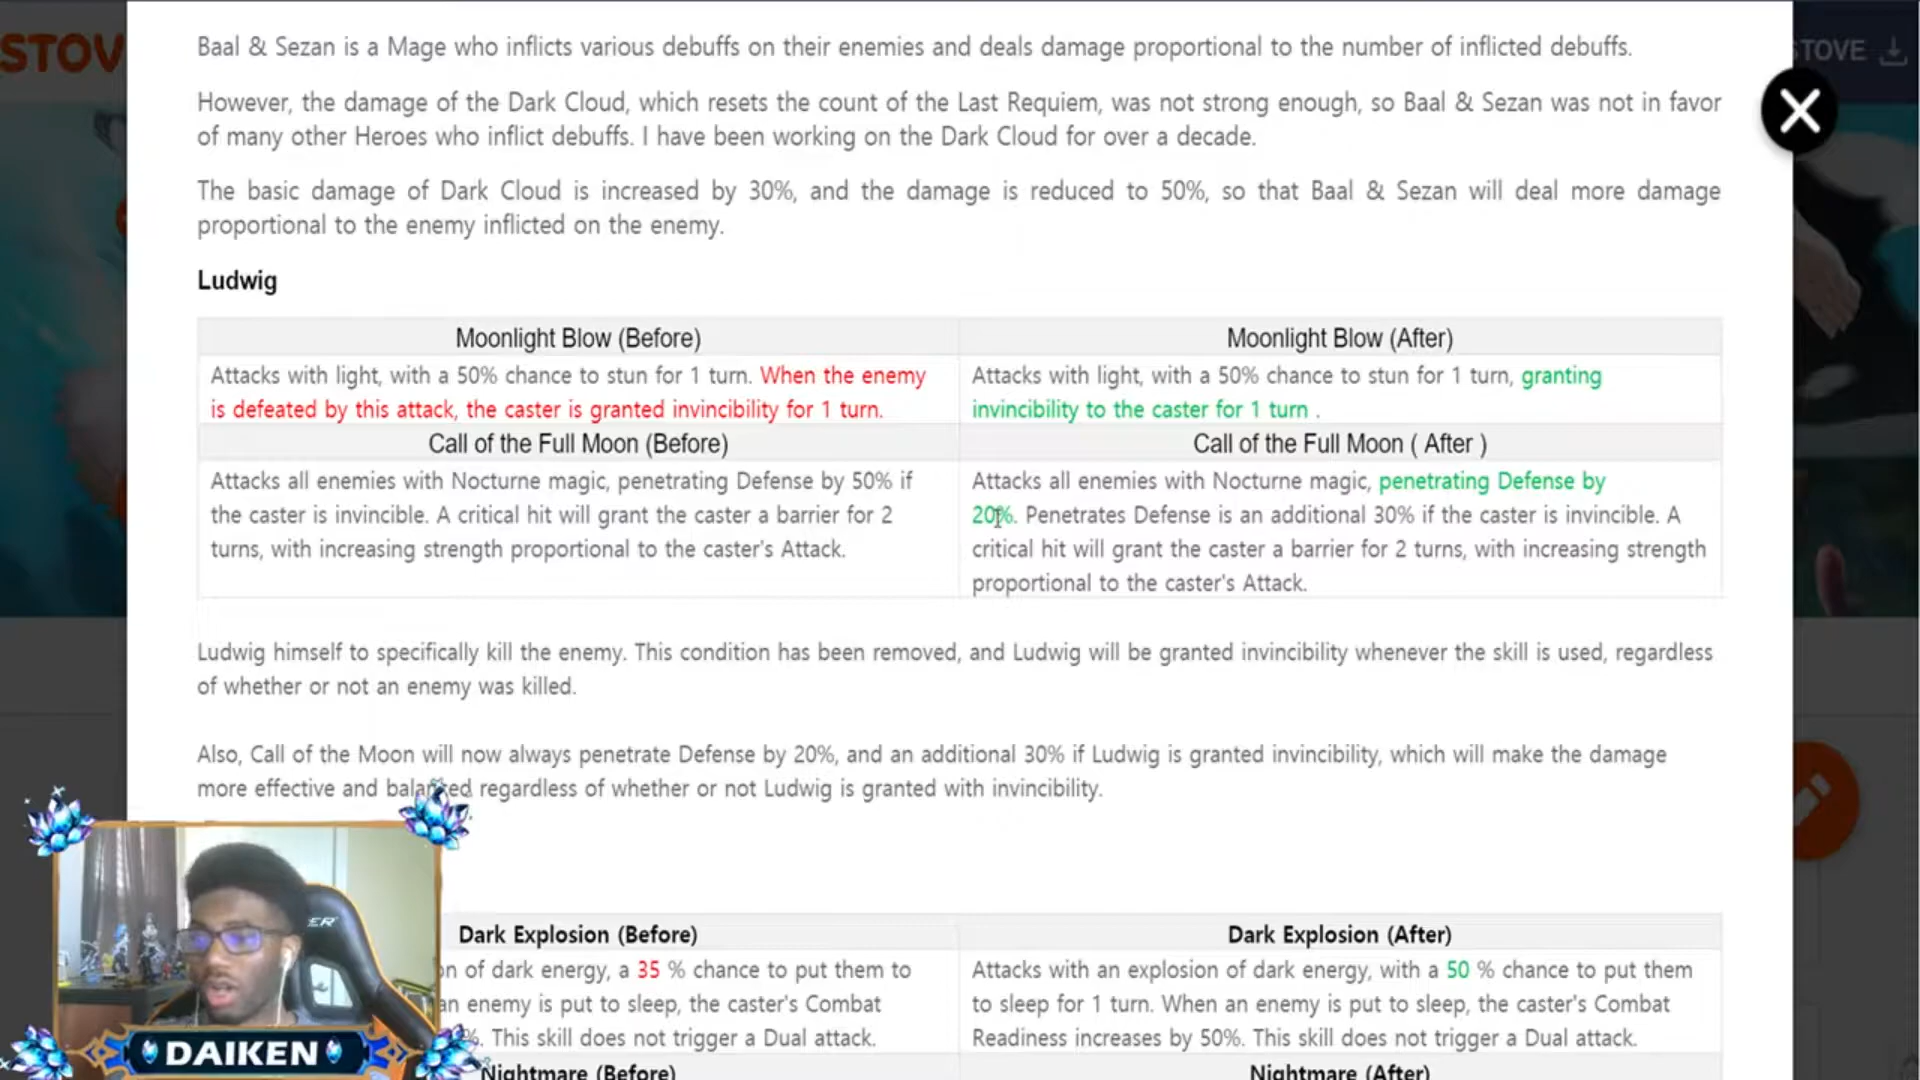 STOV
STOVE
Baal & Sezan is a Mage who inflicts various debuffs on their enemies and deals damage proportional to the number of inflicted debuffs.
However, the damage of the Dark Cloud, which resets the count of the Last Requiem, was not strong enough, so Baal & Sezan was not in favor
of many other Heroes who inflict debuffs. I have been working on the Dark Cloud for over a decade.
The basic damage of Dark Cloud is increased by 30%, and the damage is reduced to 50%, so that Baal & Sezan will deal more damage
proportional to the enemy inflicted on the enemy.
Ludwig
Moonlight Blow (Before)
Moonlight Blow (After)
Attacks with light, with a 50% chance to stun for 1 turn. When the enemy
is defeated by this attack, the caster is granted invincibility for 1 turn.
Attacks with light, with a 50% chance to stun for 1 turn, granting
invincibility to the caster for 1 turn .
Call of the Full Moon (Before)
Call of the Full Moon ( After )
Attacks all enemies with Nocturne magic, penetrating Defense by 50% if
the caster is invincible. A critical hit will grant the caster a barrier for 2
turns, with increasing strength proportional to the caster's Attack.
Attacks all enemies with Nocturne magic, penetrating Defense by
20%. Penetrates Defense is an additional 30% if the caster is invincible. A
critical hit will grant the caster a barrier for 2 turns, with increasing strength
proportional to the caster's Attack.
Ludwig himself to specifically kill the enemy. This condition has been removed, and Ludwig will be granted invincibility whenever the skill is used, regardless
of whether or not an enemy was killed.
Also, Call of the Moon will now always penetrate Defense by 20%, and an additional 30% if Ludwig is granted invincibility, which will make the damage
more effective and balanced regardless of whether or not Ludwig is granted with invincibility.
Dark Explosion (Before)
Dark Explosion (After)
on of dark energy, a 35 % chance to put them to
an enemy is put to sleep, the caster's Combat
%. This skill does not trigger a Dual attack.
Attacks with an explosion of dark energy, with a 50 % chance to put them
to sleep for 1 turn. When an enemy is put to sleep, the caster's Combat
Readiness increases by 50%. This skill does not trigger a Dual attack.
Nightmare (Before)
Nightmare (After)
ER
DAIKEN